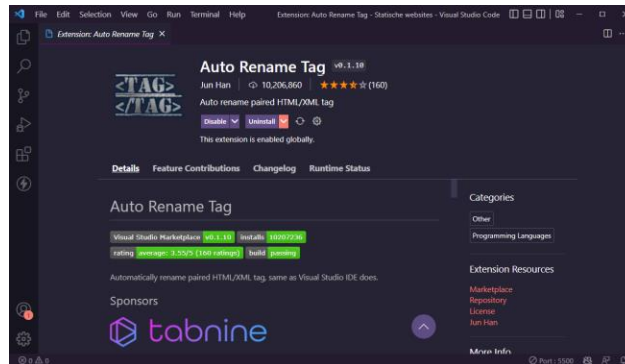 File Edit Selection View Go Run Terminal Help Extension: Auto Rename Tag - Statische websites - Visual Studio Code
Extension: Auto Rename Tag
<TAG>
</TAG>
Auto Rename Tag v0.1.10
Jun Han 10,206,860 (160)
Auto rename paired HTML/XML tag
Disable Uninstall
This extension is enabled globally.
Details Feature Contributions Changelog Runtime Status
Auto Rename Tag
Visual Studio Marketplace v0.1.10 installs 10207236
rating average: 3.55/5 (160 ratings) build passing
Automatically rename paired HTML/XML tag, same as Visual Studio IDE does.
Sponsors
tabnine
Categories
Other
Programming Languages
Extension Resources
Marketplace
Repository
License
Jun Han
More Info
1
0 0 Port : 5500